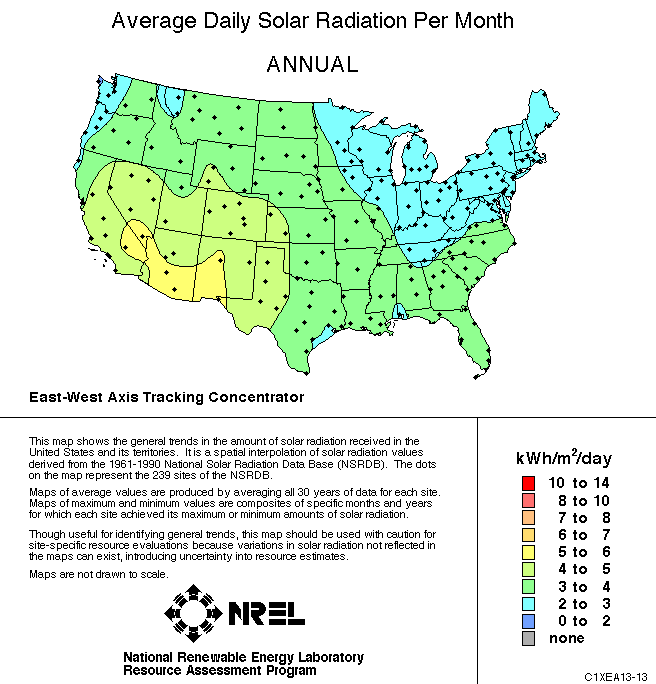 Average Daily Solar Radiation Per Month
ANNUAL
East-West Axis Tracking Concentrator
This map shows the general trends in the amount of solar radiation received in the
United States and its territories. It is a spatial interpolation of solar radiation values
derived from the 1961-1990 National Solar Radiation Data Base (NSRDB). The dots
on the map represent the 239 sites of the NSRDB.
Maps of average values are produced by averaging all 30 years of data for each site.
Maps of maximum and minimum values are composites of specific months and years
for which each site achieved its maximum or minimum amounts of solar radiation.
Though useful for identifying general trends, this map should be used with caution for
site-specific resource evaluations because variations in solar radiation not reflected in
the maps can exist, introducing uncertainty into resource estimates.
Maps are not drawn to scale.
NREL
National Renewable Energy Laboratory
Resource Assessment Program
kWh/m²/day
10 to 14
8 to 10
7 to 8
6 to 7
5 to 6
4 to 5
3 to 4
2 to 3
0 to 2
none
C1XEA13-13